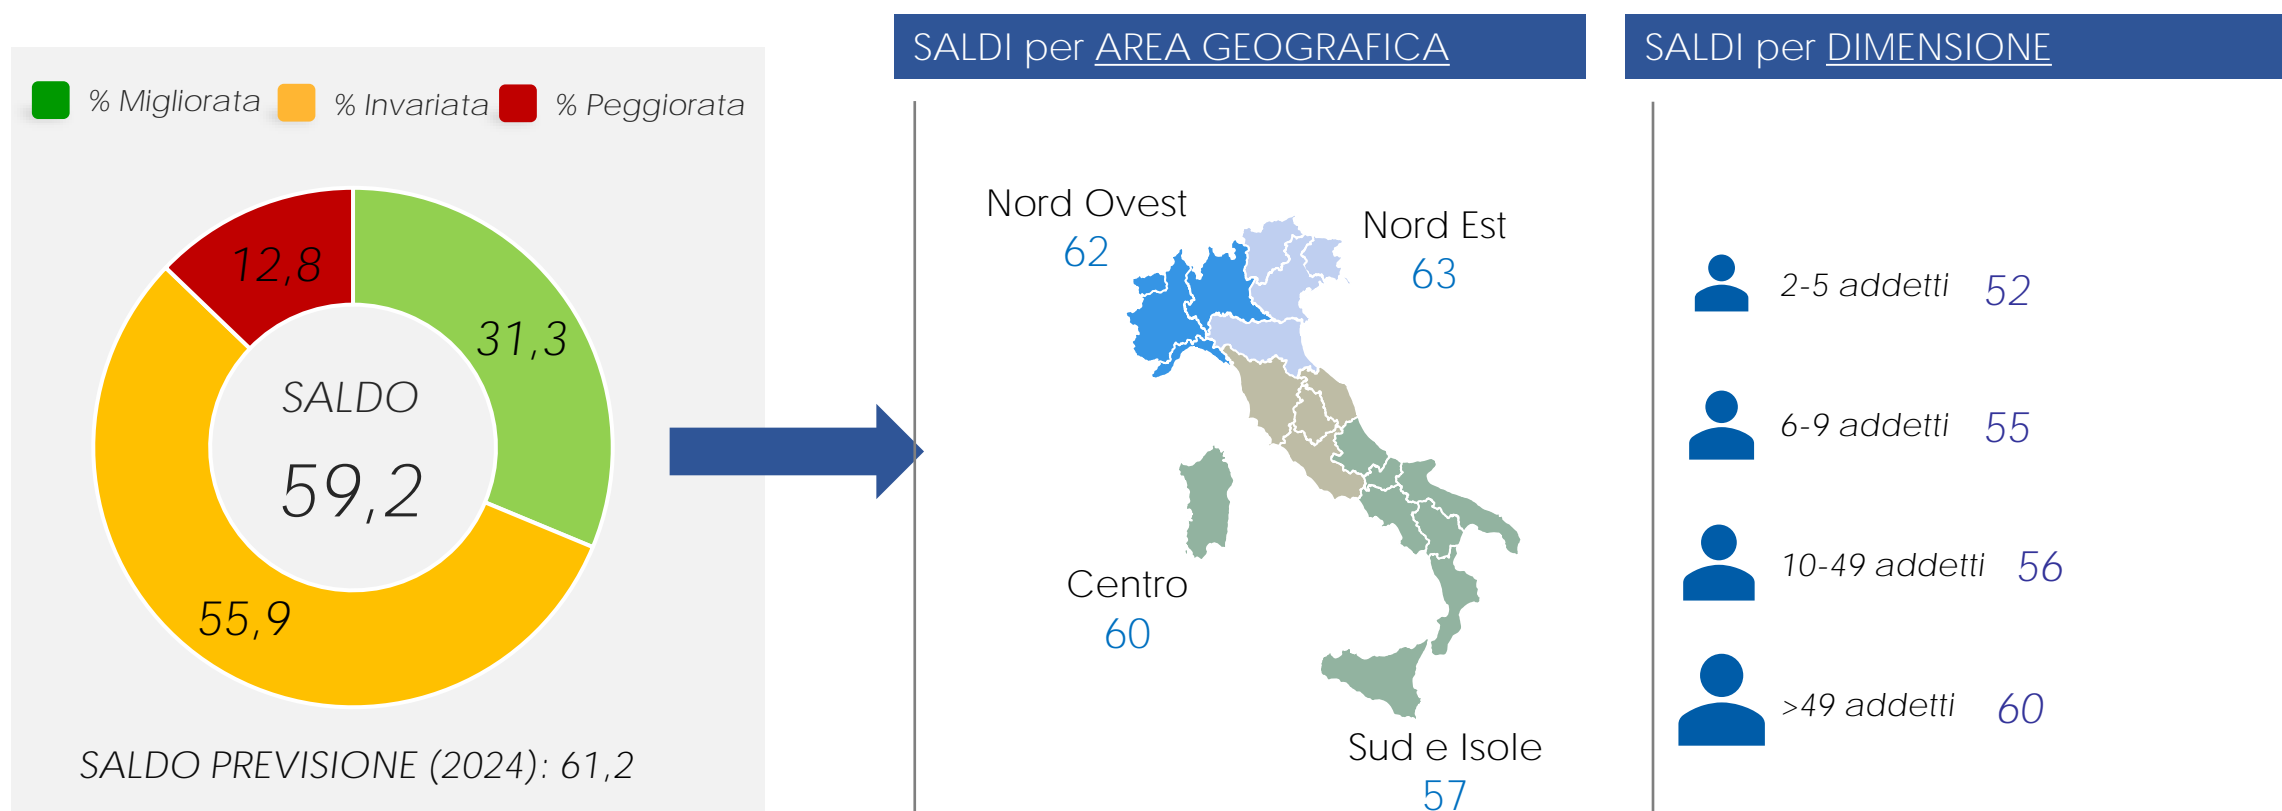 % Migliorata
% Invariata
% Peggiorata
12,8
31,3
SALDO
59,2
55,9
SALDO PREVISIONE (2024): 61,2
SALDI per AREA GEOGRAFICA
Nord Ovest
62
Nord Est
63
Centro
60
Sud e Isole
57
SALDI per DIMENSIONE
2-5 addetti 52
6-9 addetti 55
10-49 addetti 56
>49 addetti 60